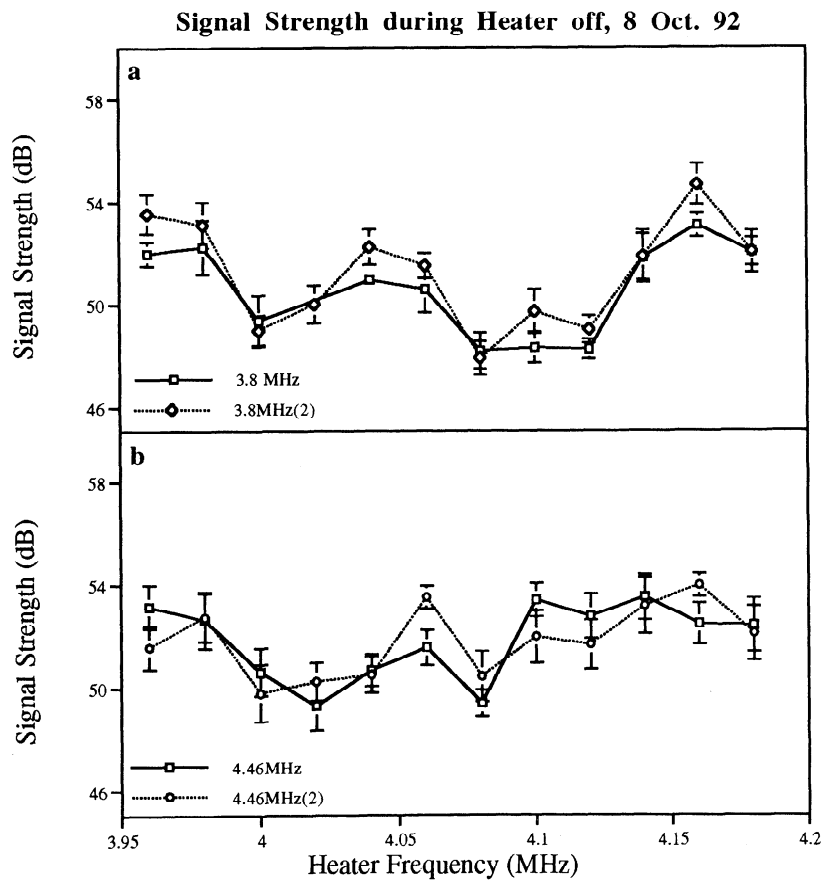 Signal Strength during Heater off, 8 Oct. 92
a
58
54
50
46
Signal Strength (dB)
3.8 MHz
3.8MHz(2)
b
58
54
50
46
Signal Strength (dB)
4.46MHz
4.46MHz(2)
3.95 4 4.05 4.1 4.15 4.2
Heater Frequency (MHz)